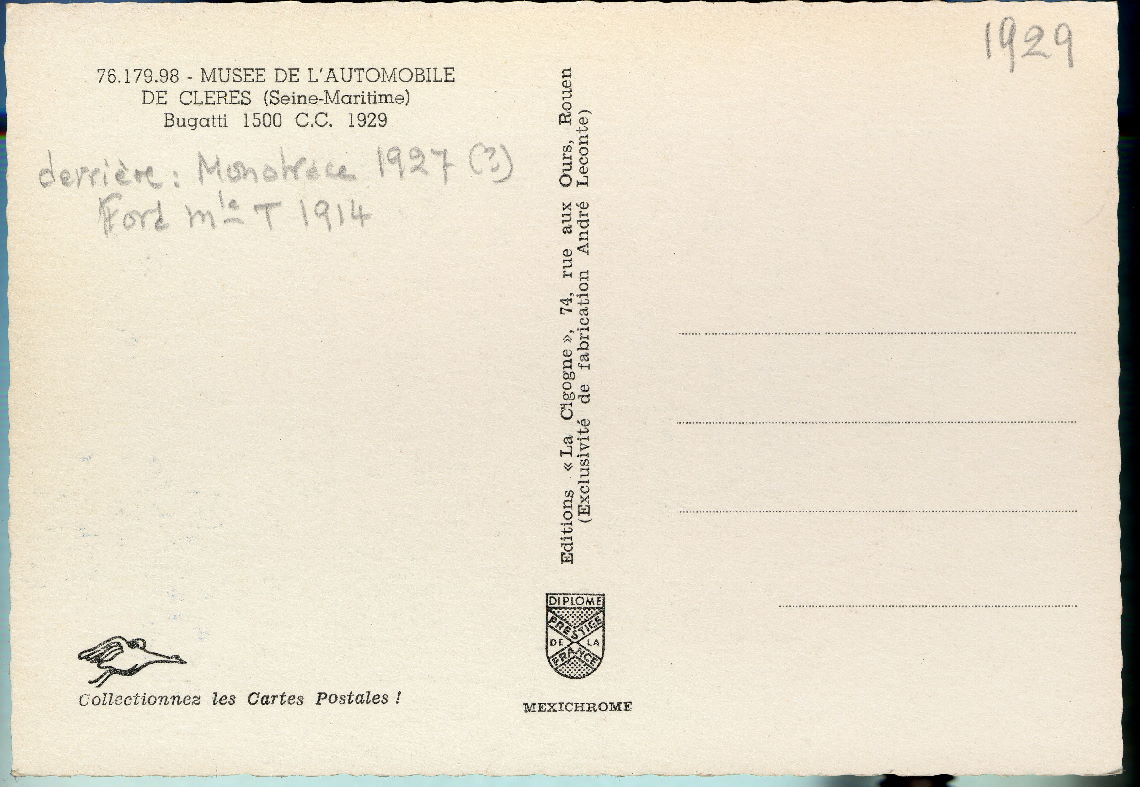 1929
76.179.98 - MUSEE DE L'AUTOMOBILE
DE CLERES (Seine-Maritime)
Bugatti 1500 C.C. 1929
derrière : Monotrace 1927 (?)
Ford mle T 1914
Editions « La Cigogne », 74, rue aux Ours, Rouen
(Exclusivité de fabrication André Leconte)
DIPLOME
PRESTIGE
DE LA
FRANCE
MEXICHROME
Collectionnez les Cartes Postales !